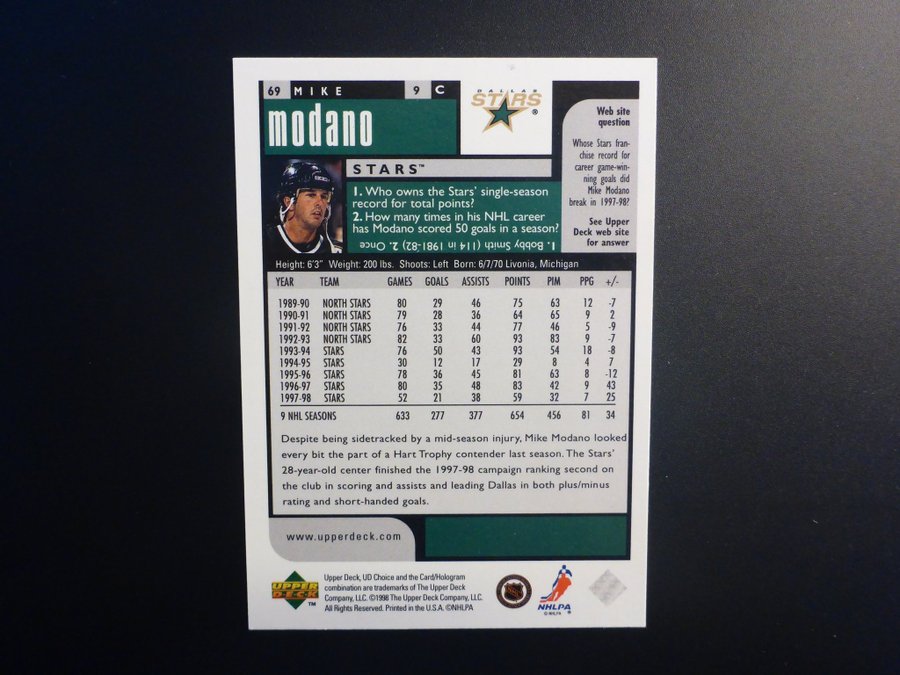 69 MIKE 9 C
modano
DALLAS
STARS®
Web site
question
Whose Stars fran-
chise record for
career game-win-
ning goals did
Mike Modano
break in 1997-98?
See Upper
Deck web site
for answer
STARS™
1. Who owns the Stars' single-season
record for total points?
2. How many times in his NHL career
has Modano scored 50 goals in a season?
1. Bobby Smith (114 in 1981-82) 2. Once
Height: 6'3" Weight: 200 lbs. Shoots: Left Born: 6/7/70 Livonia, Michigan
YEAR TEAM GAMES GOALS ASSISTS POINTS PIM PPG +/-
1989-90 NORTH STARS 80 29 46 75 63 12 -7
1990-91 NORTH STARS 79 28 36 64 65 9 2
1991-92 NORTH STARS 76 33 44 77 46 5 -9
1992-93 NORTH STARS 82 33 60 93 83 9 -7
1993-94 STARS 76 50 43 93 54 18 -8
1994-95 STARS 30 12 17 29 8 4 7
1995-96 STARS 78 36 45 81 63 8 -12
1996-97 STARS 80 35 48 83 42 9 43
1997-98 STARS 52 21 38 59 32 7 25
9 NHL SEASONS 633 277 377 654 456 81 34
Despite being sidetracked by a mid-season injury, Mike Modano looked
every bit the part of a Hart Trophy contender last season. The Stars'
28-year-old center finished the 1997-98 campaign ranking second on
the club in scoring and assists and leading Dallas in both plus/minus
rating and short-handed goals.
www.upperdeck.com
UPPER
DECK
™
Upper Deck, UD Choice and the Card/Hologram
combination are trademarks of The Upper Deck
Company, LLC. ©1998 The Upper Deck Company, LLC.
All Rights Reserved. Printed in the U.S.A. ©NHLPA
NHLPA
© NHLPA